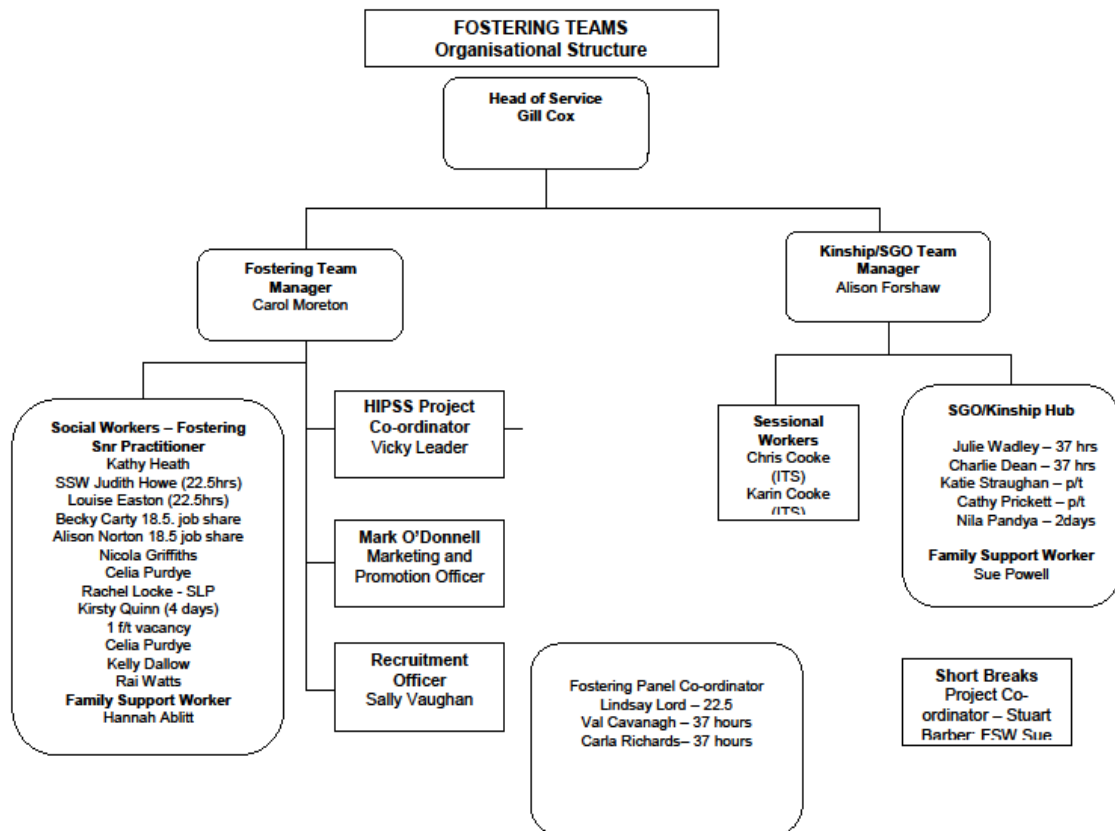 FOSTERING TEAMS
Organisational Structure
Head of Service
Gill Cox
Fostering Team
Manager
Carol Moreton
Kinship/SGO Team
Manager
Alison Forshaw
Social Workers – Fostering
Snr Practitioner
Kathy Heath
SSW Judith Howe (22.5hrs)
Louise Easton (22.5hrs)
Becky Carty 18.5. job share
Alison Norton 18.5 job share
Nicola Griffiths
Celia Purdye
Rachel Locke - SLP
Kirsty Quinn (4 days)
1 f/t vacancy
Celia Purdye
Kelly Dallow
Rai Watts
Family Support Worker
Hannah Ablitt
HIPSS Project
Co-ordinator
Vicky Leader
Mark O'Donnell
Marketing and
Promotion Officer
Recruitment
Officer
Sally Vaughan
Sessional
Workers
Chris Cooke
(ITS)
Karin Cooke
(ITS)
SGO/Kinship Hub
Julie Wadley – 37 hrs
Charlie Dean – 37 hrs
Katie Straughan – p/t
Cathy Prickett – p/t
Nila Pandya – 2days
Family Support Worker
Sue Powell
Fostering Panel Co-ordinator
Lindsay Lord – 22.5
Val Cavanagh – 37 hours
Carla Richards– 37 hours
Short Breaks
Project Co-
ordinator – Stuart
Barber; FSW Sue